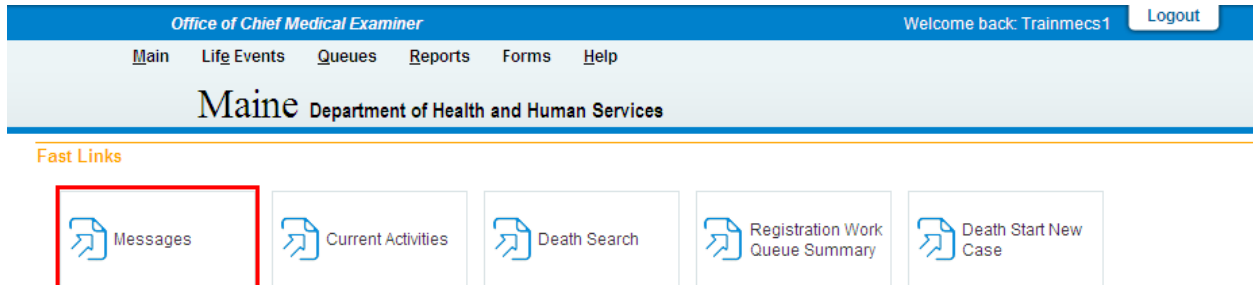 Office of Chief Medical Examiner Welcome back: Trainmecs1 Logout
Main Life Events Queues Reports Forms Help
Maine Department of Health and Human Services
Fast Links
Messages
Current Activities
Death Search
Registration Work
Queue Summary
Death Start New
Case